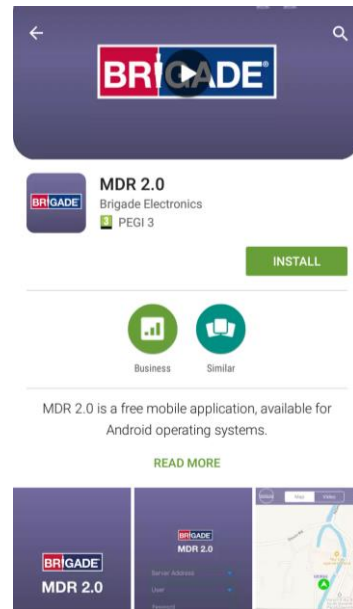 BRIGADE
BRIGADE
MDR 2.0
Brigade Electronics
3 PEGI 3
INSTALL
Business
Similar
MDR 2.0 is a free mobile application, available for
Android operating systems.
READ MORE
BRIGADE
MDR 2.0
BRIGADE
MDR 2.0
Server Address
User
Password
Map
Video